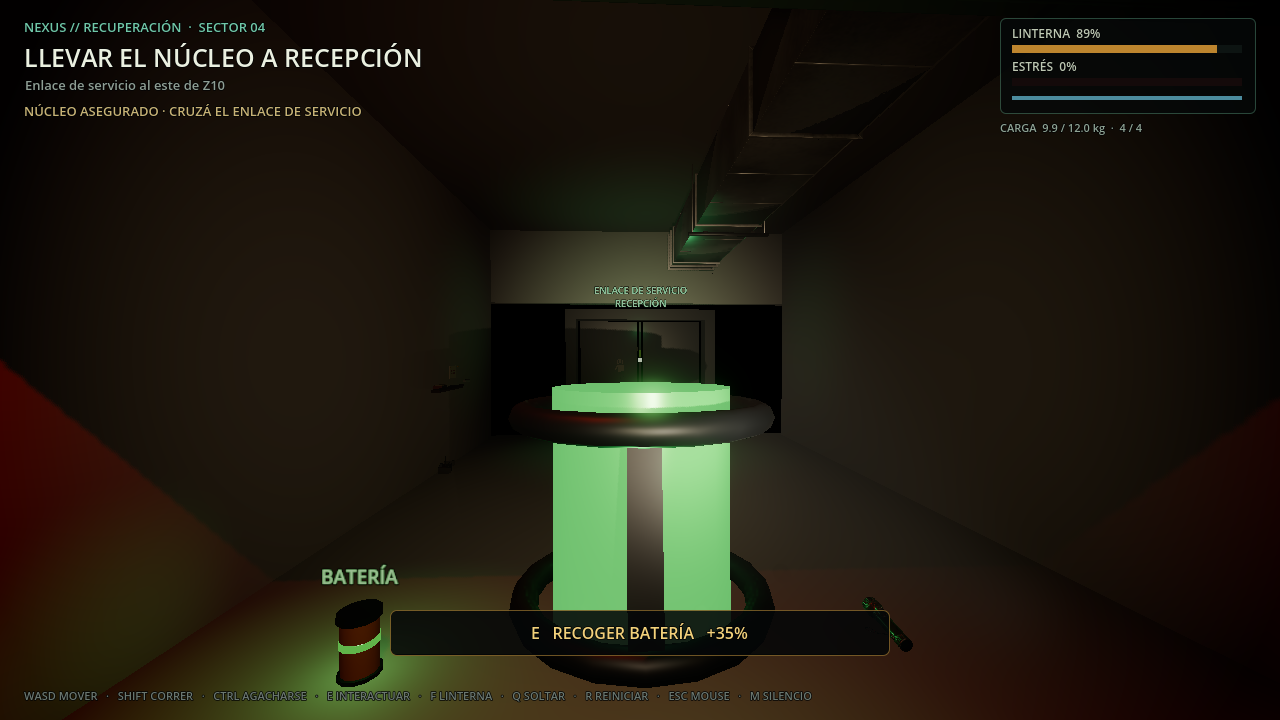 NEXUS // RECUPERACIÓN · SECTOR 04
LLEVAR EL NÚCLEO A RECEPCIÓN
Enlace de servicio al este de Z10
NÚCLEO ASEGURADO · CRUZÁ EL ENLACE DE SERVICIO
LINTERNA 89%
ESTRÉS 0%
CARGA 9.9 / 12.0 kg · 4 / 4
ENLACE DE SERVICIO
RECEPCIÓN
BATERÍA
E RECOGER BATERÍA +35%
WASD MOVER · SHIFT CORRER · CTRL AGACHARSE · E INTERACTUAR · F LINTERNA · Q SOLTAR · R REINICIAR · ESC MOUSE · M SILENCIO